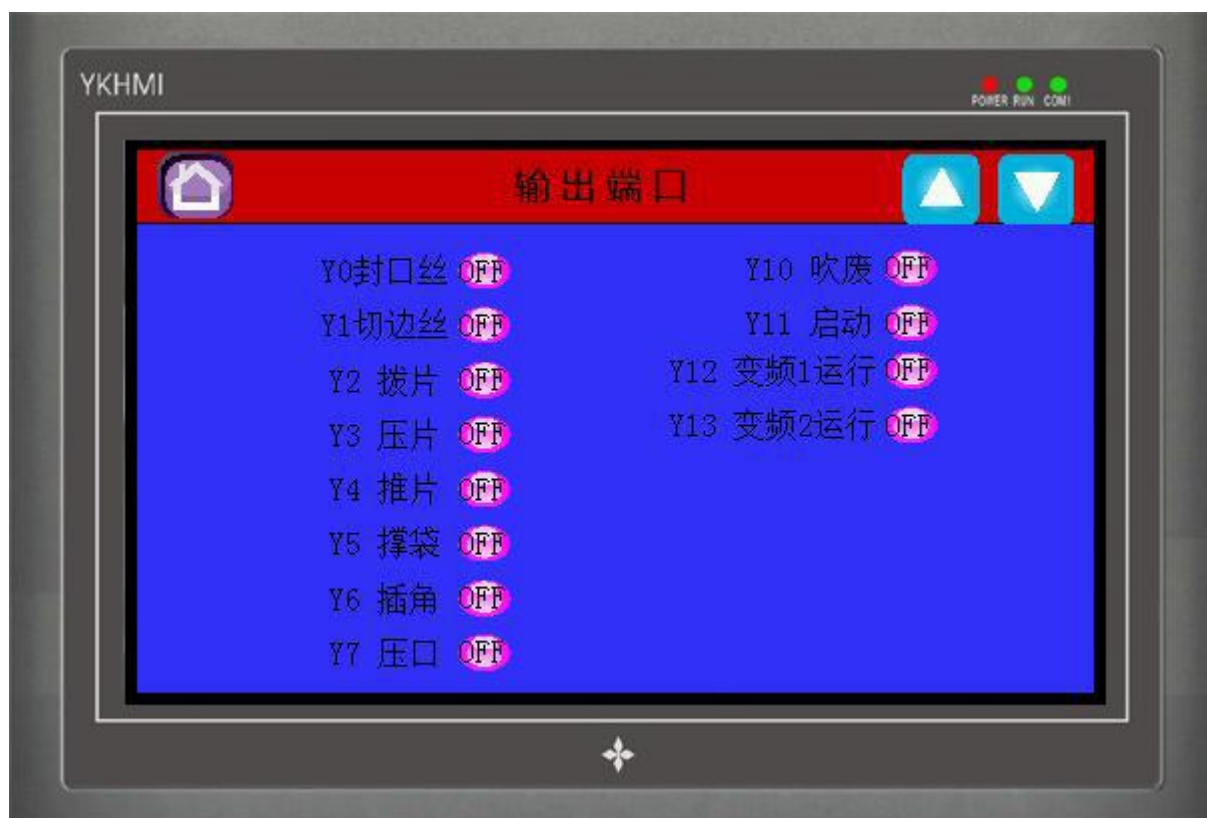 YKHMI
POWER RUN COM1
输出端口
Y0封口丝 OFF
Y1切边丝 OFF
Y2 拨片 OFF
Y3 压片 OFF
Y4 推片 OFF
Y5 撑袋 OFF
Y6 插角 OFF
Y7 压口 OFF
Y10 吹废 OFF
Y11 启动 OFF
Y12 变频1运行 OFF
Y13 变频2运行 OFF